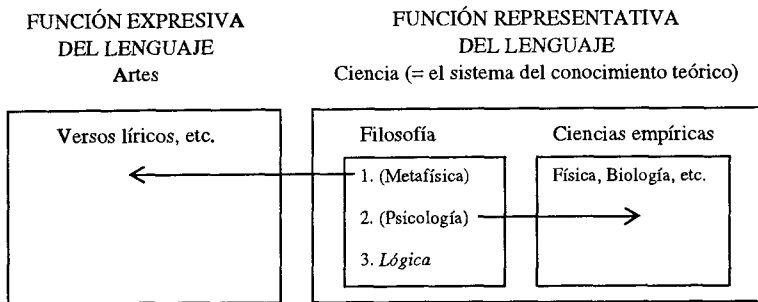 FUNCIÓN EXPRESIVA
DEL LENGUAJE
Artes
FUNCIÓN REPRESENTATIVA
DEL LENGUAJE
Ciencia (= el sistema del conocimiento teórico)
Versos líricos, etc.
Filosofía
1. (Metafísica)
2. (Psicología)
3. Lógica
Ciencias empíricas
Física, Biología, etc.